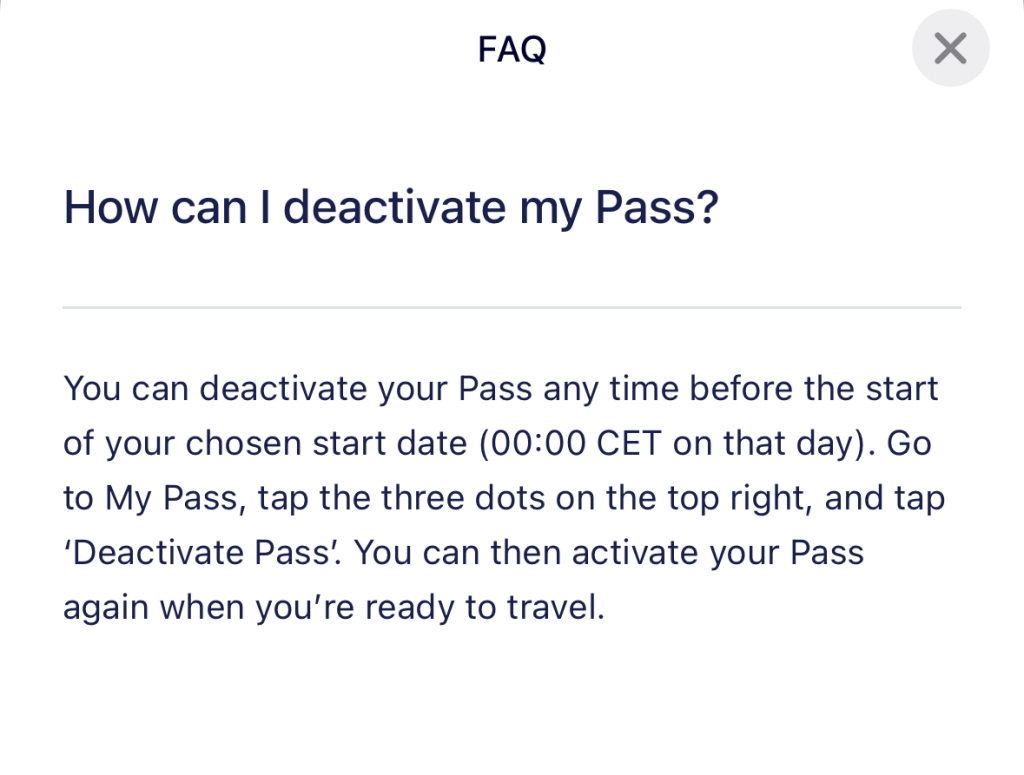 FAQ
How can I deactivate my Pass?
You can deactivate your Pass any time before the start
of your chosen start date (00:00 CET on that day). Go
to My Pass, tap the three dots on the top right, and tap
‘Deactivate Pass’. You can then activate your Pass
again when you’re ready to travel.